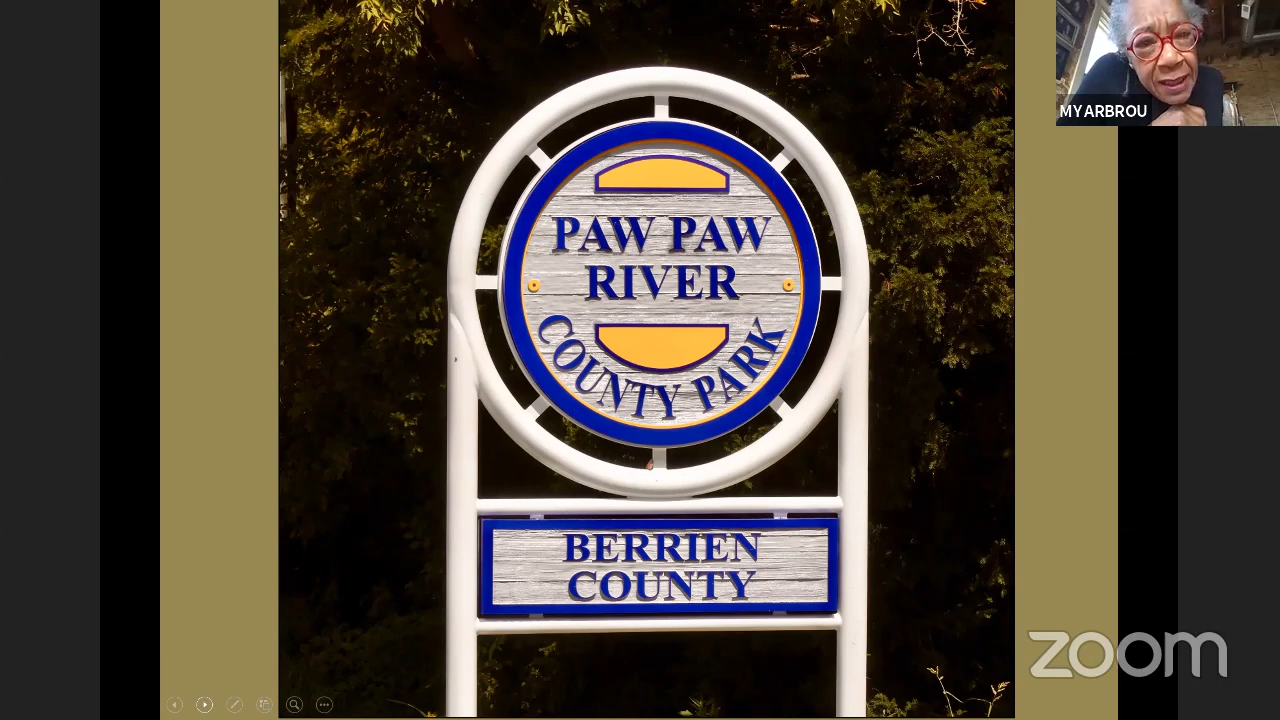 MYARBROU
PAW PAW
RIVER
COUNTY PARK
BERRIEN
COUNTY
zoom